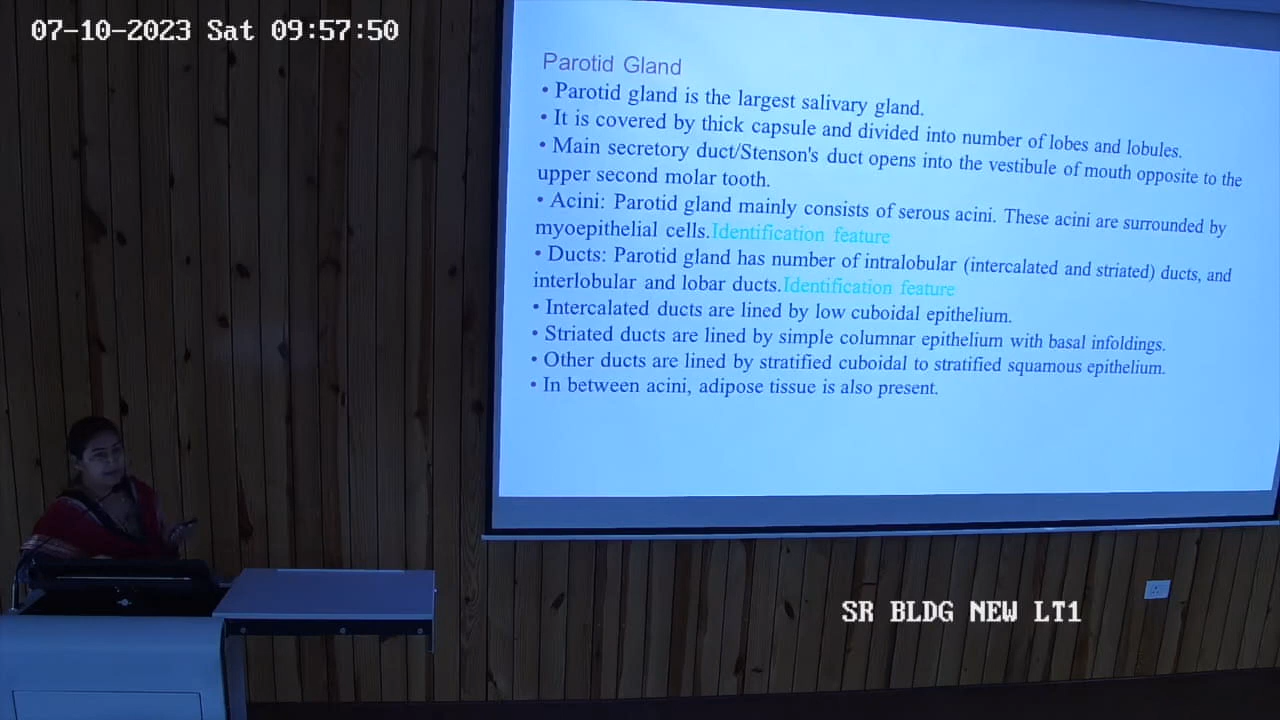 07-10-2023 Sat 09:57:50
Parotid Gland
• Parotid gland is the largest salivary gland.
• It is covered by thick capsule and divided into number of lobes and lobules.
• Main secretory duct/Stenson's duct opens into the vestibule of mouth opposite to the
upper second molar tooth.
• Acini: Parotid gland mainly consists of serous acini. These acini are surrounded by
myoepithelial cells.Identification feature
• Ducts: Parotid gland has number of intralobular (intercalated and striated) ducts, and
interlobular and lobar ducts.Identification feature
• Intercalated ducts are lined by low cuboidal epithelium.
• Striated ducts are lined by simple columnar epithelium with basal infoldings.
• Other ducts are lined by stratified cuboidal to stratified squamous epithelium.
• In between acini, adipose tissue is also present.
SR BLDG NEW LT1